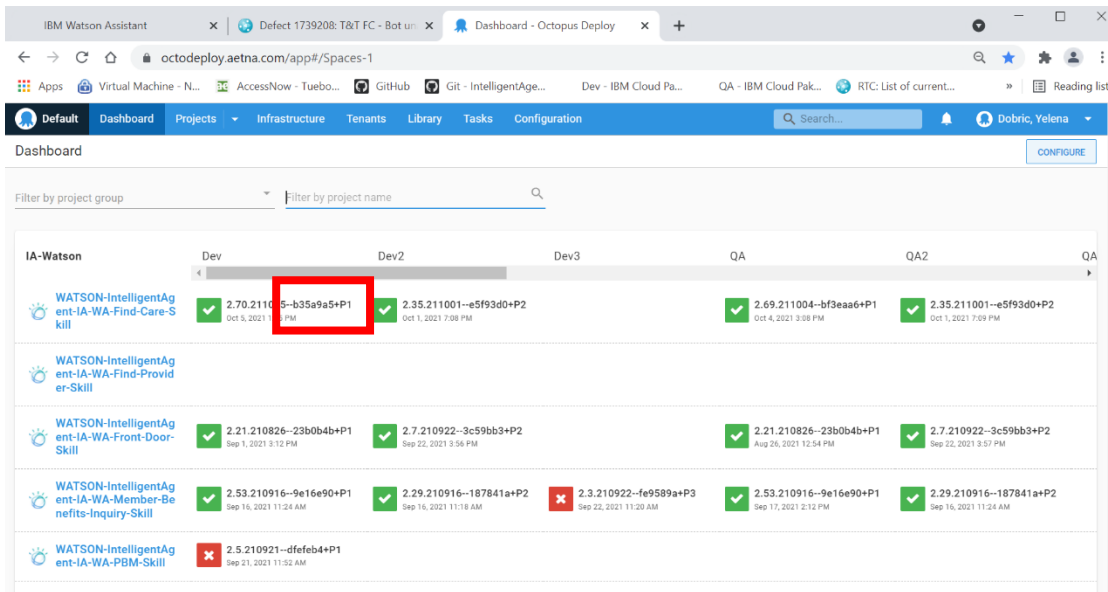 IBM Watson Assistant
Defect 1739208: T&T FC - Bot un
Dashboard - Octopus Deploy
octodeploy.aetna.com/app#/Spaces-1
Apps
Virtual Machine - N...
AccessNow - Tuebo...
GitHub
Git - IntelligentAge...
Dev - IBM Cloud Pa...
QA - IBM Cloud Pak...
RTC: List of current...
»
Reading list
Default
Dashboard
Projects
Infrastructure
Tenants
Library
Tasks
Configuration
Search...
Dobric, Yelena
Dashboard
CONFIGURE
Filter by project group
Filter by project name
IA-Watson
Dev
Dev2
Dev3
QA
QA2
QA
WATSON-IntelligentAg
ent-IA-WA-Find-Care-S
kill
2.70.211005--b35a9a5+P1
Oct 5, 2021
PM
2.35.211001--e5f93d0+P2
Oct 1, 2021 7:08 PM
2.69.211004--bf3eaa6+P1
Oct 4, 2021 3:08 PM
2.35.211001--e5f93d0+P2
Oct 1, 2021 7:09 PM
WATSON-IntelligentAg
ent-IA-WA-Find-Provid
er-Skill
WATSON-IntelligentAg
ent-IA-WA-Front-Door-
Skill
2.21.210826--23b0b4b+P1
Sep 1, 2021 3:12 PM
2.7.210922--3c59bb3+P2
Sep 22, 2021 3:56 PM
2.21.210826--23b0b4b+P1
Aug 26, 2021 12:54 PM
2.7.210922--3c59bb3+P2
Sep 22, 2021 3:57 PM
WATSON-IntelligentAg
ent-IA-WA-Member-Be
nefits-Inquiry-Skill
2.53.210916--9e16e90+P1
Sep 16, 2021 11:24 AM
2.29.210916--187841a+P2
Sep 16, 2021 11:18 AM
2.3.210922--fe9589a+P3
Sep 22, 2021 11:20 AM
2.53.210916--9e16e90+P1
Sep 17, 2021 2:12 PM
2.29.210916--187841a+P2
Sep 16, 2021 11:24 AM
WATSON-IntelligentAg
ent-IA-WA-PBM-Skill
2.5.210921--dfefeb4+P1
Sep 21, 2021 11:52 AM